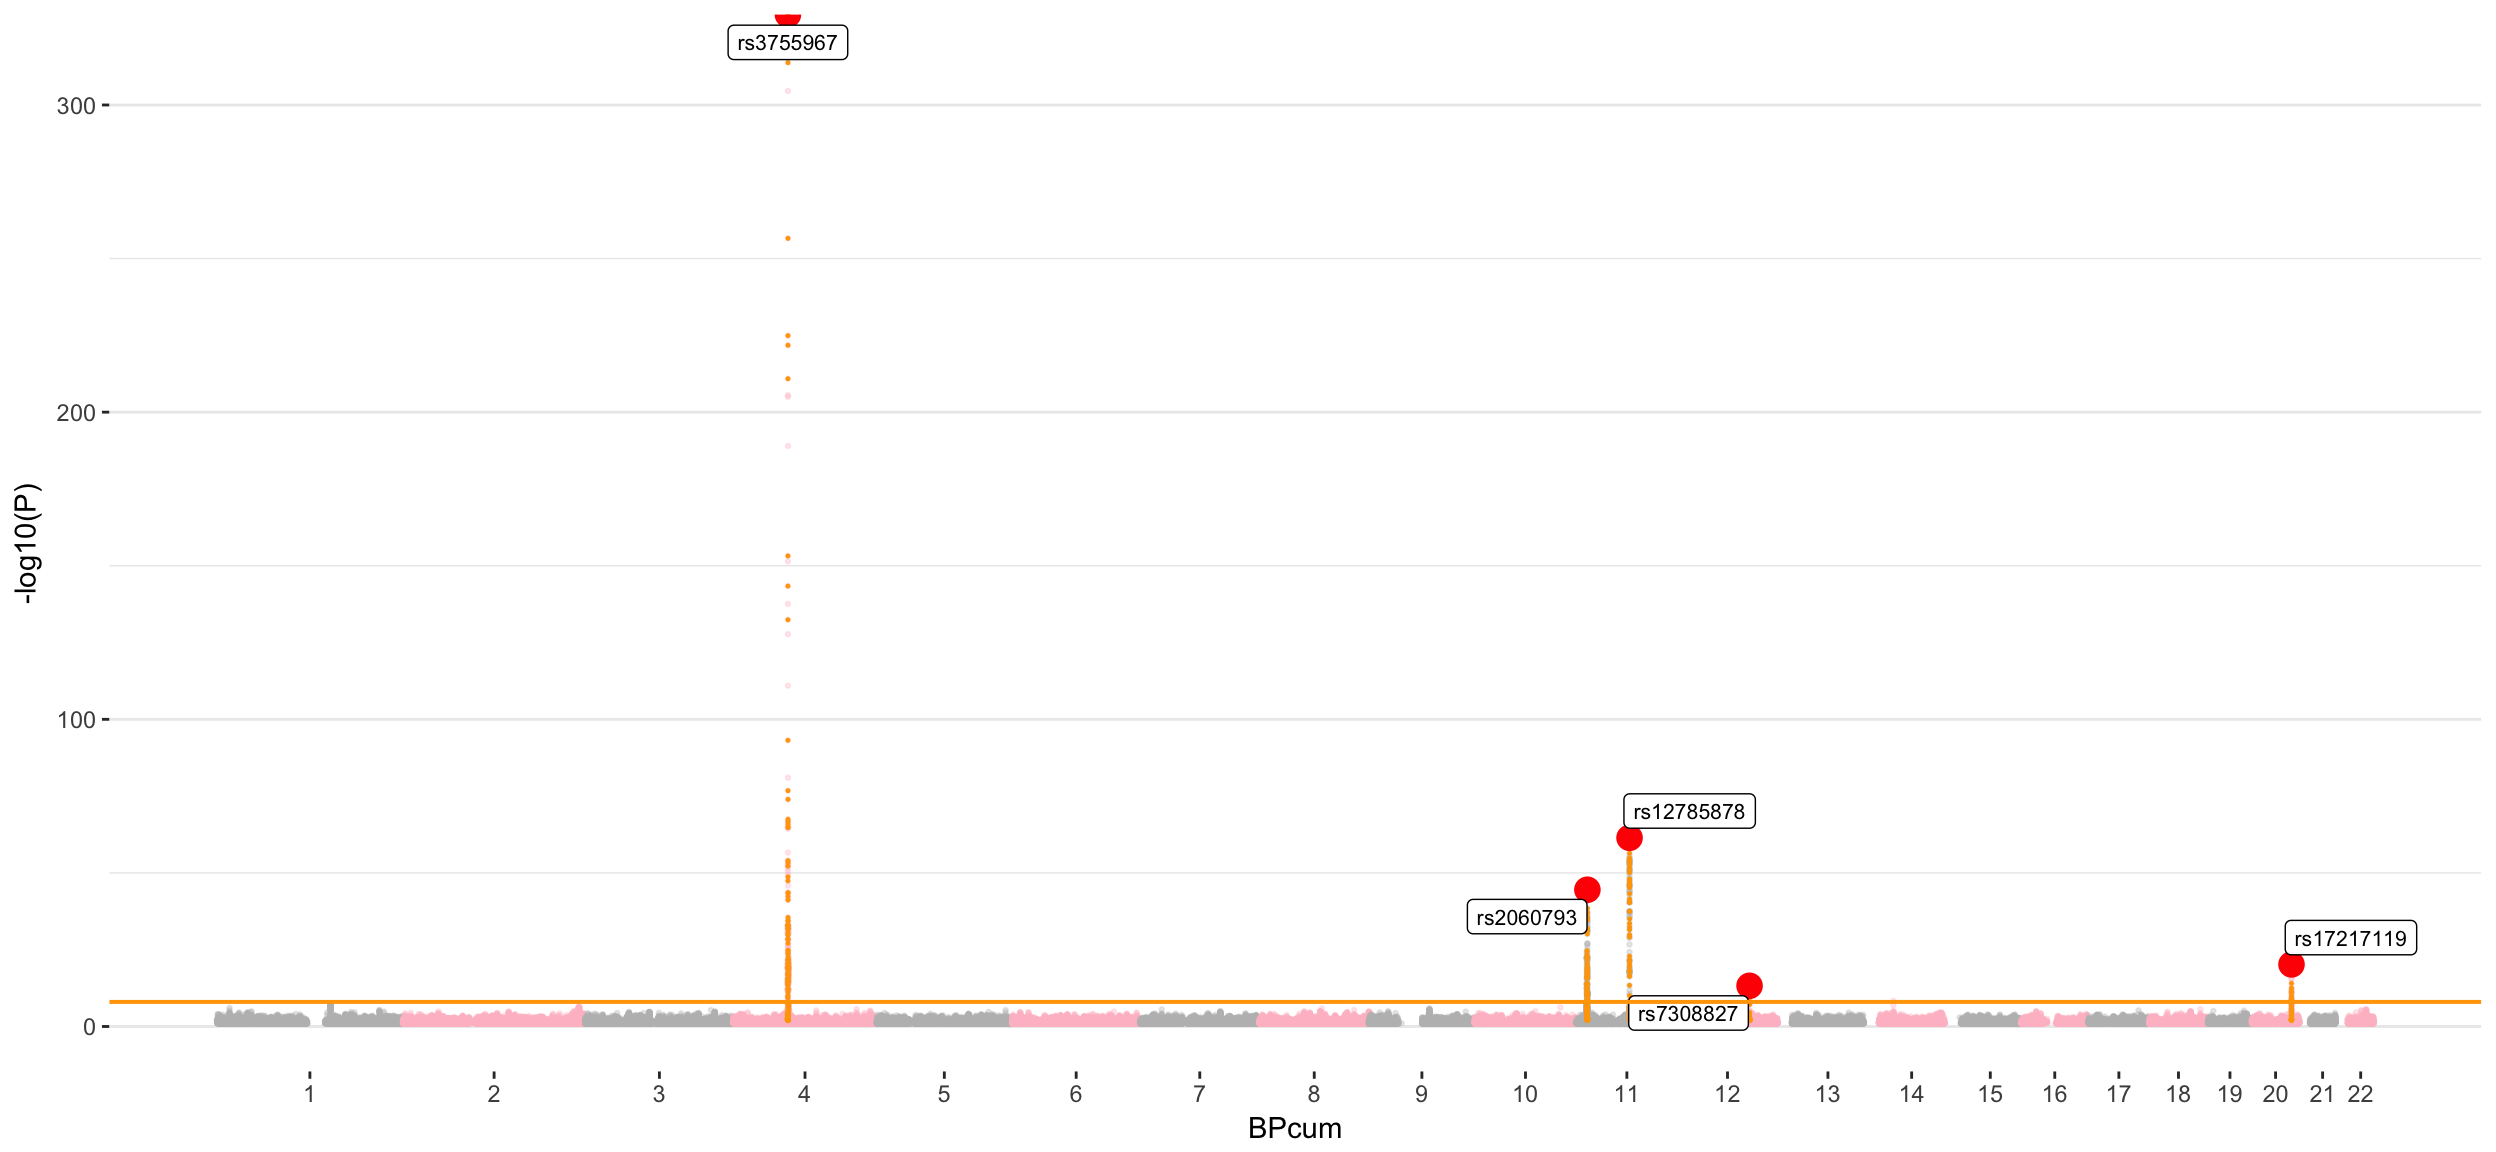 rs3755967
300
200
-log10(P)
100
rs12785878
rs2060793
rs17217119
rs7308827
0
1 2 3 4 5 6 7 8 9 10 11 12 13 14 15 16 17 18 19 20 21 22
BPcum